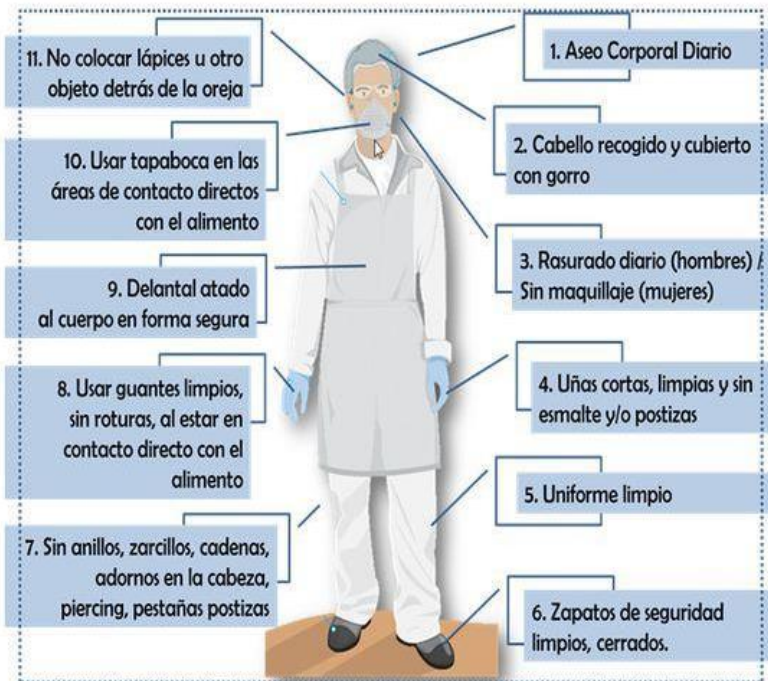 1. Aseo Corporal Diario
2. Cabello recogido y cubierto
con gorro
3. Rasurado diario (hombres) /
Sin maquillaje (mujeres)
4. Uñas cortas, limpias y sin
esmalte y/o postizas
5. Uniforme limpio
6. Zapatos de seguridad
limpios, cerrados.
7. Sin anillos, zarcillos, cadenas,
adornos en la cabeza,
piercing, pestañas postizas
8. Usar guantes limpios,
sin roturas, al estar en
contacto directo con el
alimento
9. Delantal atado
al cuerpo en forma segura
10. Usar tapaboca en las
áreas de contacto directos
con el alimento
11. No colocar lápices u otro
objeto detrás de la oreja